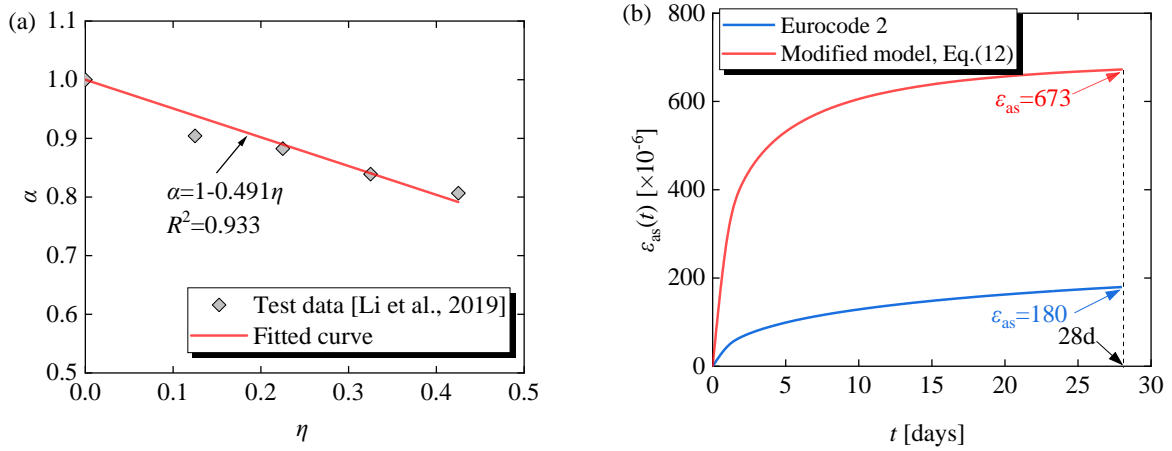 (a)
1.0
0.9
0.8
0.7
0.6
0.5
α
α=1-0.491η
R²=0.933
Test data [Li et al., 2019]
Fitted curve
0.0 0.1 0.2 0.3 0.4 0.5
η
(b)
800
600
400
200
0
εas(t) [×10⁻⁶]
Eurocode 2
Modified model, Eq.(12)
εas=673
εas=180
28d
0 5 10 15 20 25 30
t [days]